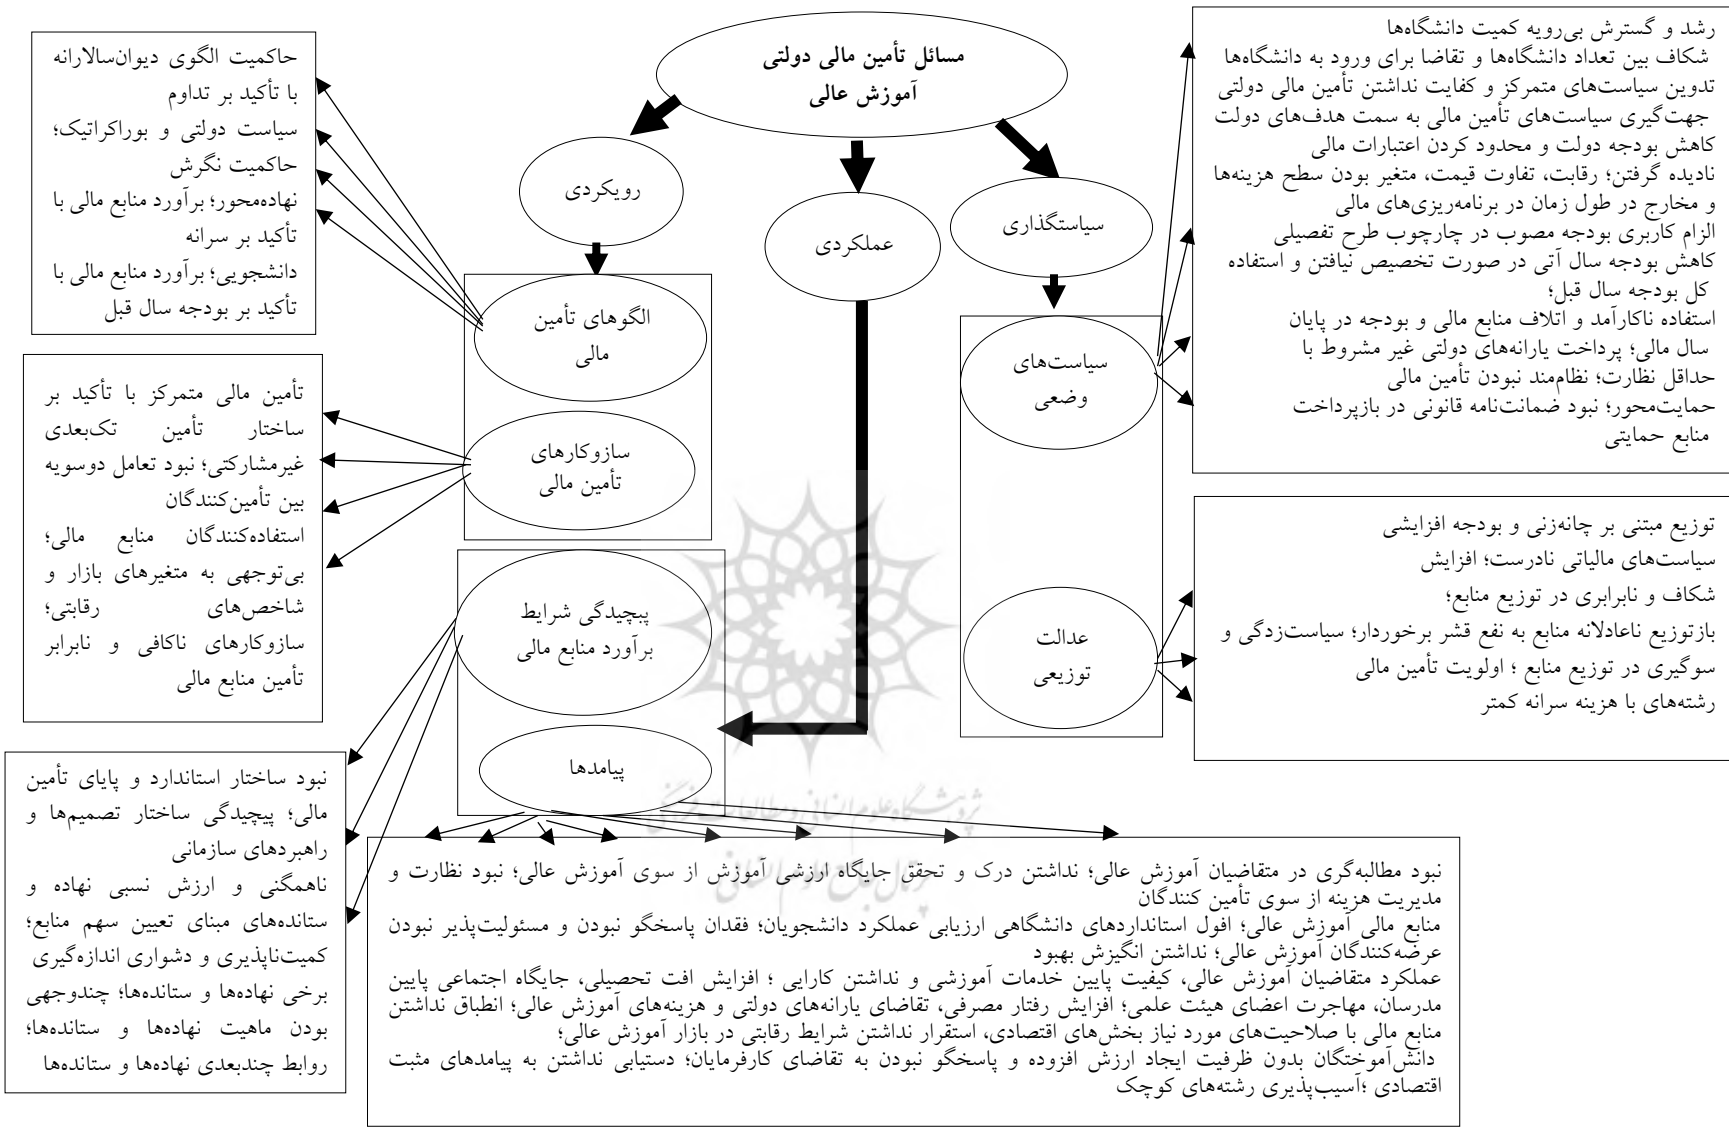 مسائل تأمین مالی دولتی
آموزش عالی
رویکردی
عملکردی
سیاستگذاری
رشد و گسترش بی‌رویه کمیت دانشگاه‌ها
شکاف بین تعداد دانشگاه‌ها و تقاضا برای ورود به دانشگاه‌ها
تدوین سیاست‌های متمرکز و کفایت نداشتن تأمین مالی دولتی
جهت‌گیری سیاست‌های تأمین مالی به سمت هدف‌های دولت
کاهش بودجه دولت و محدود کردن اعتبارات مالی
نادیده گرفتن؛ رقابت، تفاوت قیمت، متغیر بودن سطح هزینه‌ها
و مخارج در طول زمان در برنامه‌ریزی‌های مالی
الزام کاربری بودجه مصوب در چارچوب طرح تفصیلی
کاهش بودجه سال آتی در صورت تخصیص نیافتن و استفاده
کل بودجه سال قبل؛
استفاده ناکارآمد و اتلاف منابع مالی و بودجه در پایان
سال مالی؛ پرداخت یارانه‌های دولتی غیر مشروط با
حداقل نظارت؛ نظام‌مند نبودن تأمین مالی
حمایت‌محور؛ نبود ضمانت‌نامه قانونی در بازپرداخت
منابع حمایتی
سیاست‌های
وضعی
عدالت
توزیعی
توزیع مبتنی بر چانه‌زنی و بودجه افزایشی
سیاست‌های مالیاتی نادرست؛ افزایش
شکاف و نابرابری در توزیع منابع؛
بازتوزیع ناعادلانه منابع به نفع قشر برخوردار؛ سیاست‌زدگی و
سوگیری در توزیع منابع ؛ اولویت تأمین مالی
رشته‌های با هزینه سرانه کمتر
حاکمیت الگوی دیوان‌سالارانه
با تأکید بر تداوم
سیاست دولتی و بوراکراتیک؛
حاکمیت نگرش
نهاده‌محور؛ برآورد منابع مالی با
تأکید بر سرانه
دانشجویی؛ برآورد منابع مالی با
تأکید بر بودجه سال قبل
الگوهای تأمین
مالی
سازوکارهای
تأمین مالی
تأمین مالی متمرکز با تأکید بر
ساختار تأمین تک‌بعدی
غیرمشارکتی؛ نبود تعامل دوسویه
بین تأمین‌کنندگان
استفاده‌کنندگان منابع مالی؛
بی‌توجهی به متغیرهای بازار و
شاخص‌های رقابتی؛
سازوکارهای ناکافی و نابرابر
تأمین منابع مالی
پیچیدگی شرایط
برآورد منابع مالی
پیامدها
نبود ساختار استاندارد و پایای تأمین
مالی؛ پیچیدگی ساختار تصمیم‌ها و
راهبردهای سازمانی
ناهمگنی و ارزش نسبی نهاده و
ستانده‌های مبنای تعیین سهم منابع؛
کمیت‌ناپذیری و دشواری اندازه‌گیری
برخی نهاده‌ها و ستانده‌ها؛ چندوجهی
بودن ماهیت نهاده‌ها و ستانده‌ها؛
روابط چندبعدی نهاده‌ها و ستانده‌ها
پژوهشگاه علوم انسانی و مطالعات فرهنگی
پرتال جامع علوم انسانی
نبود مطالبه‌گری در متقاضیان آموزش عالی؛ نداشتن درک و تحقق جایگاه ارزشی آموزش از سوی آموزش عالی؛ نبود نظارت و
مدیریت هزینه از سوی تأمین کنندگان
منابع مالی آموزش عالی؛ افول استانداردهای دانشگاهی ارزیابی عملکرد دانشجویان؛ فقدان پاسخگو نبودن و مسئولیت‌پذیر نبودن
عرضه‌کنندگان آموزش عالی؛ نداشتن انگیزش بهبود
عملکرد متقاضیان آموزش عالی، کیفیت پایین خدمات آموزشی و نداشتن کارایی ؛ افزایش افت تحصیلی، جایگاه اجتماعی پایین
مدرسان، مهاجرت اعضای هیئت علمی؛ افزایش رفتار مصرفی، تقاضای یارانه‌های دولتی و هزینه‌های آموزش عالی؛ انطباق نداشتن
منابع مالی با صلاحیت‌های مورد نیاز بخش‌های اقتصادی، استقرار نداشتن شرایط رقابتی در بازار آموزش عالی؛
دانش‌آموختگان بدون ظرفیت ایجاد ارزش افزوده و پاسخگو نبودن به تقاضای کارفرمایان؛ دستیابی نداشتن به پیامدهای مثبت
اقتصادی ؛آسیب‌پذیری رشته‌های کوچک